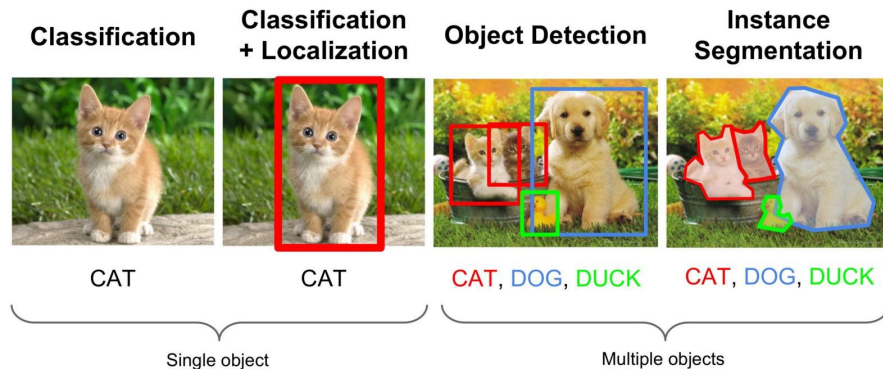 Classification
Classification
+ Localization
Object Detection
Instance
Segmentation
CAT
CAT
CAT, DOG, DUCK
CAT, DOG, DUCK
Single object
Multiple objects